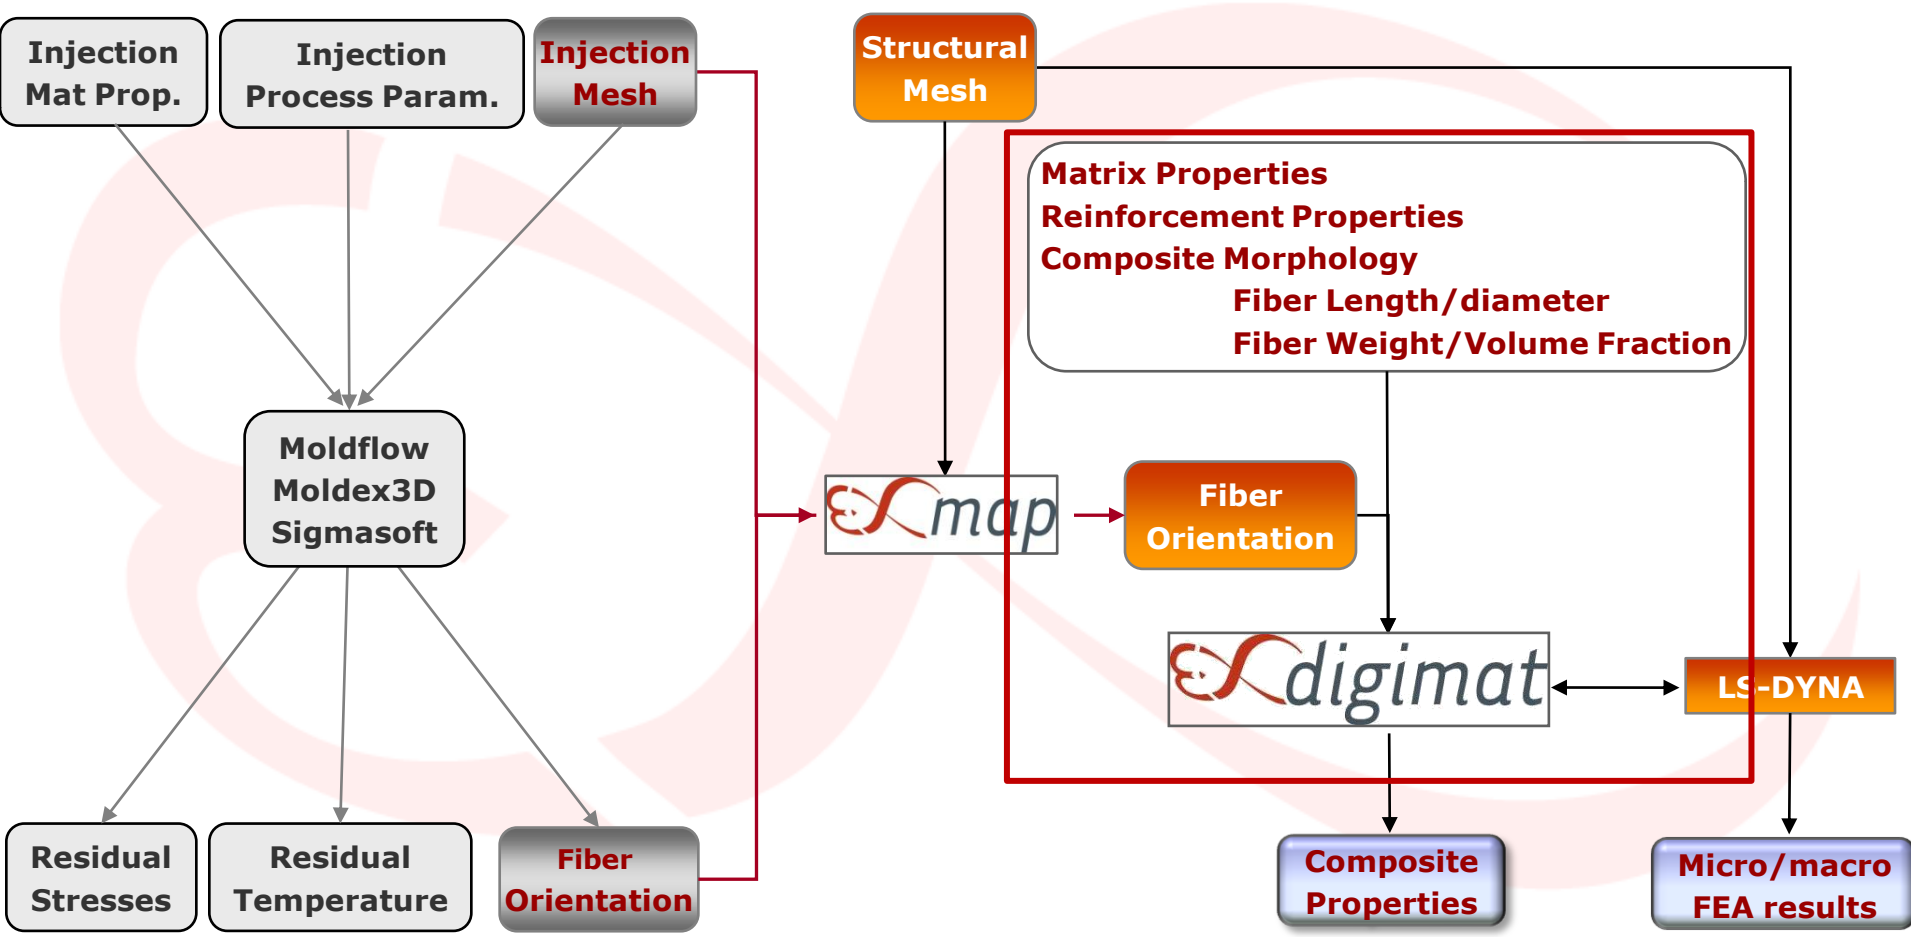 Injection
Mat Prop.
Injection
Process Param.
Injection
Mesh
Structural
Mesh
Matrix Properties
Reinforcement Properties
Composite Morphology
Fiber Length/diameter
Fiber Weight/Volume Fraction
Moldflow
Moldex3D
Sigmasoft
map
Fiber
Orientation
digimat
LS-DYNA
Residual
Stresses
Residual
Temperature
Fiber
Orientation
Composite
Properties
Micro/macro
FEA results